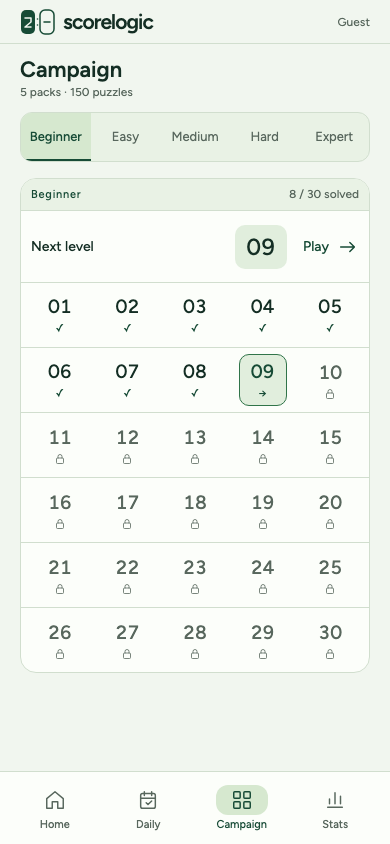 2:- scorelogic
Guest
Campaign
5 packs · 150 puzzles
Beginner Easy Medium Hard Expert
Beginner 8 / 30 solved
Next level 09 Play →
01 02 03 04 05
✓ ✓ ✓ ✓ ✓
06 07 08 09 10
✓ ✓ ✓ →
11 12 13 14 15
16 17 18 19 20
21 22 23 24 25
26 27 28 29 30
Home Daily Campaign Stats